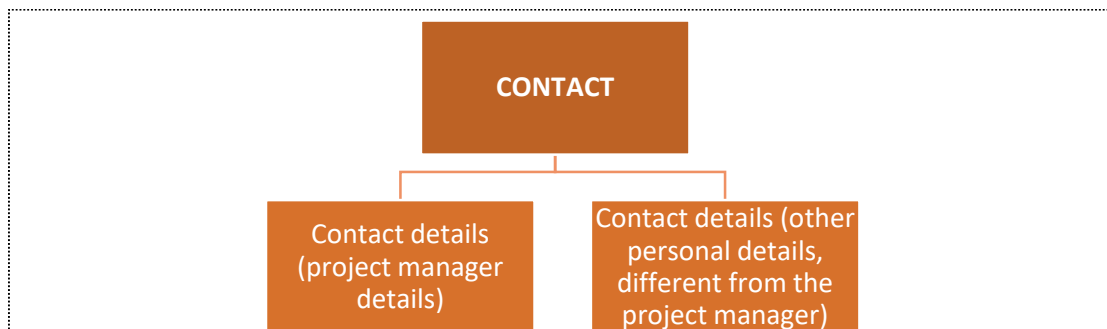 CONTACT
Contact details
(project manager
details)
Contact details (other
personal details,
different from the
project manager)